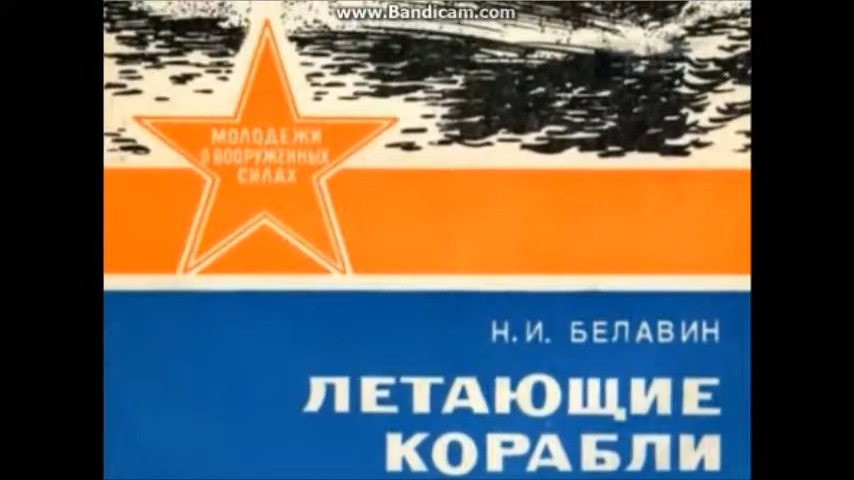 www.Bandicam.com
МОЛОДЕЖИ
О ВООРУЖЕННЫХ
СИЛАХ
Н. И. БЕЛАВИН
ЛЕТАЮЩИЕ
КОРАБЛИ